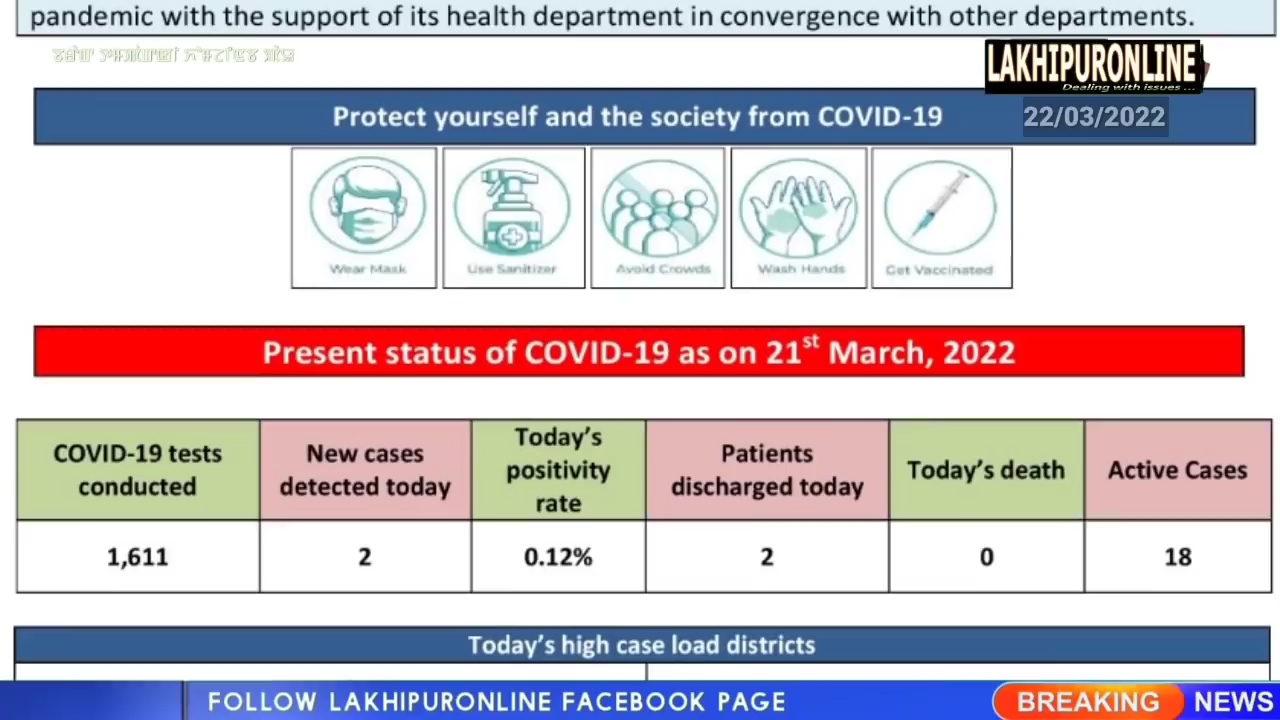 pandemic with the support of its health department in convergence with other departments.
LAKHIPURONLINE
Dealing with issues ...
Protect yourself and the society from COVID-19
22/03/2022
Wear Mask
Use Sanitizer
Avoid Crowds
Wash Hands
Get Vaccinated
Present status of COVID-19 as on 21st March, 2022
COVID-19 tests
conducted
New cases
detected today
Today's
positivity
rate
Patients
discharged today
Today's death
Active Cases
1,611
2
0.12%
2
0
18
Today's high case load districts
FOLLOW LAKHIPURONLINE FACEBOOK PAGE
BREAKING NEWS